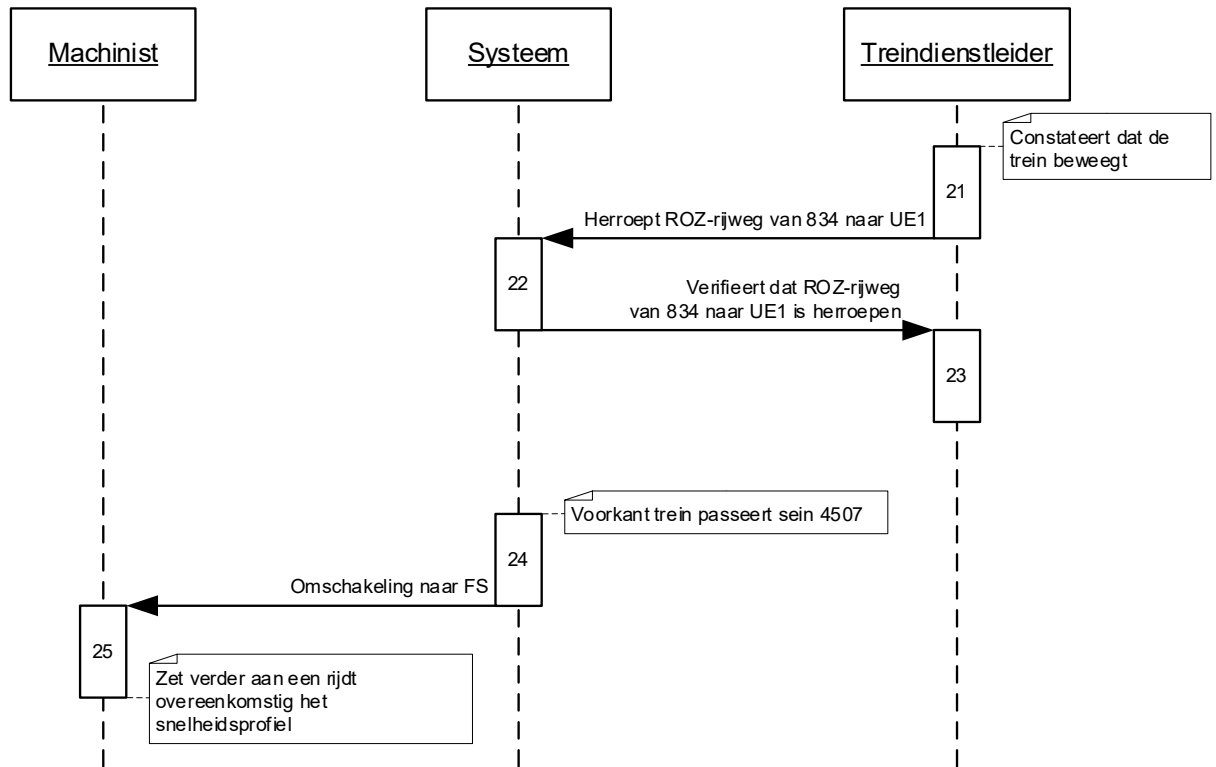 Machinist
Systeem
Treindienstleider
Constateert dat de
trein beweegt
21
Herroept ROZ-rijweg van 834 naar UE1
22
Verifieert dat ROZ-rijweg
van 834 naar UE1 is herroepen
23
Voorkant trein passeert sein 4507
24
Omschakeling naar FS
25
Zet verder aan een rijdt
overeenkomstig het
snelheidsprofiel